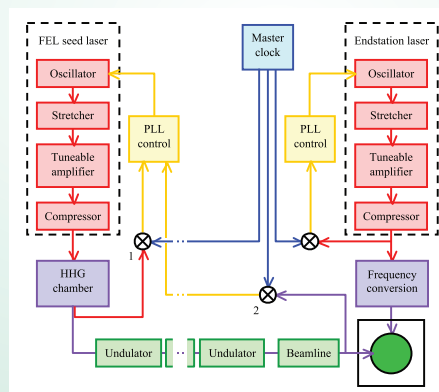 FEL seed laser
Oscillator
Stretcher
Tuneable
amplifier
Compressor
HHG
chamber
PLL
control
Master
clock
1
2
PLL
control
Endstation laser
Oscillator
Stretcher
Tuneable
amplifier
Compressor
Frequency
conversion
Undulator
Undulator
Beamline